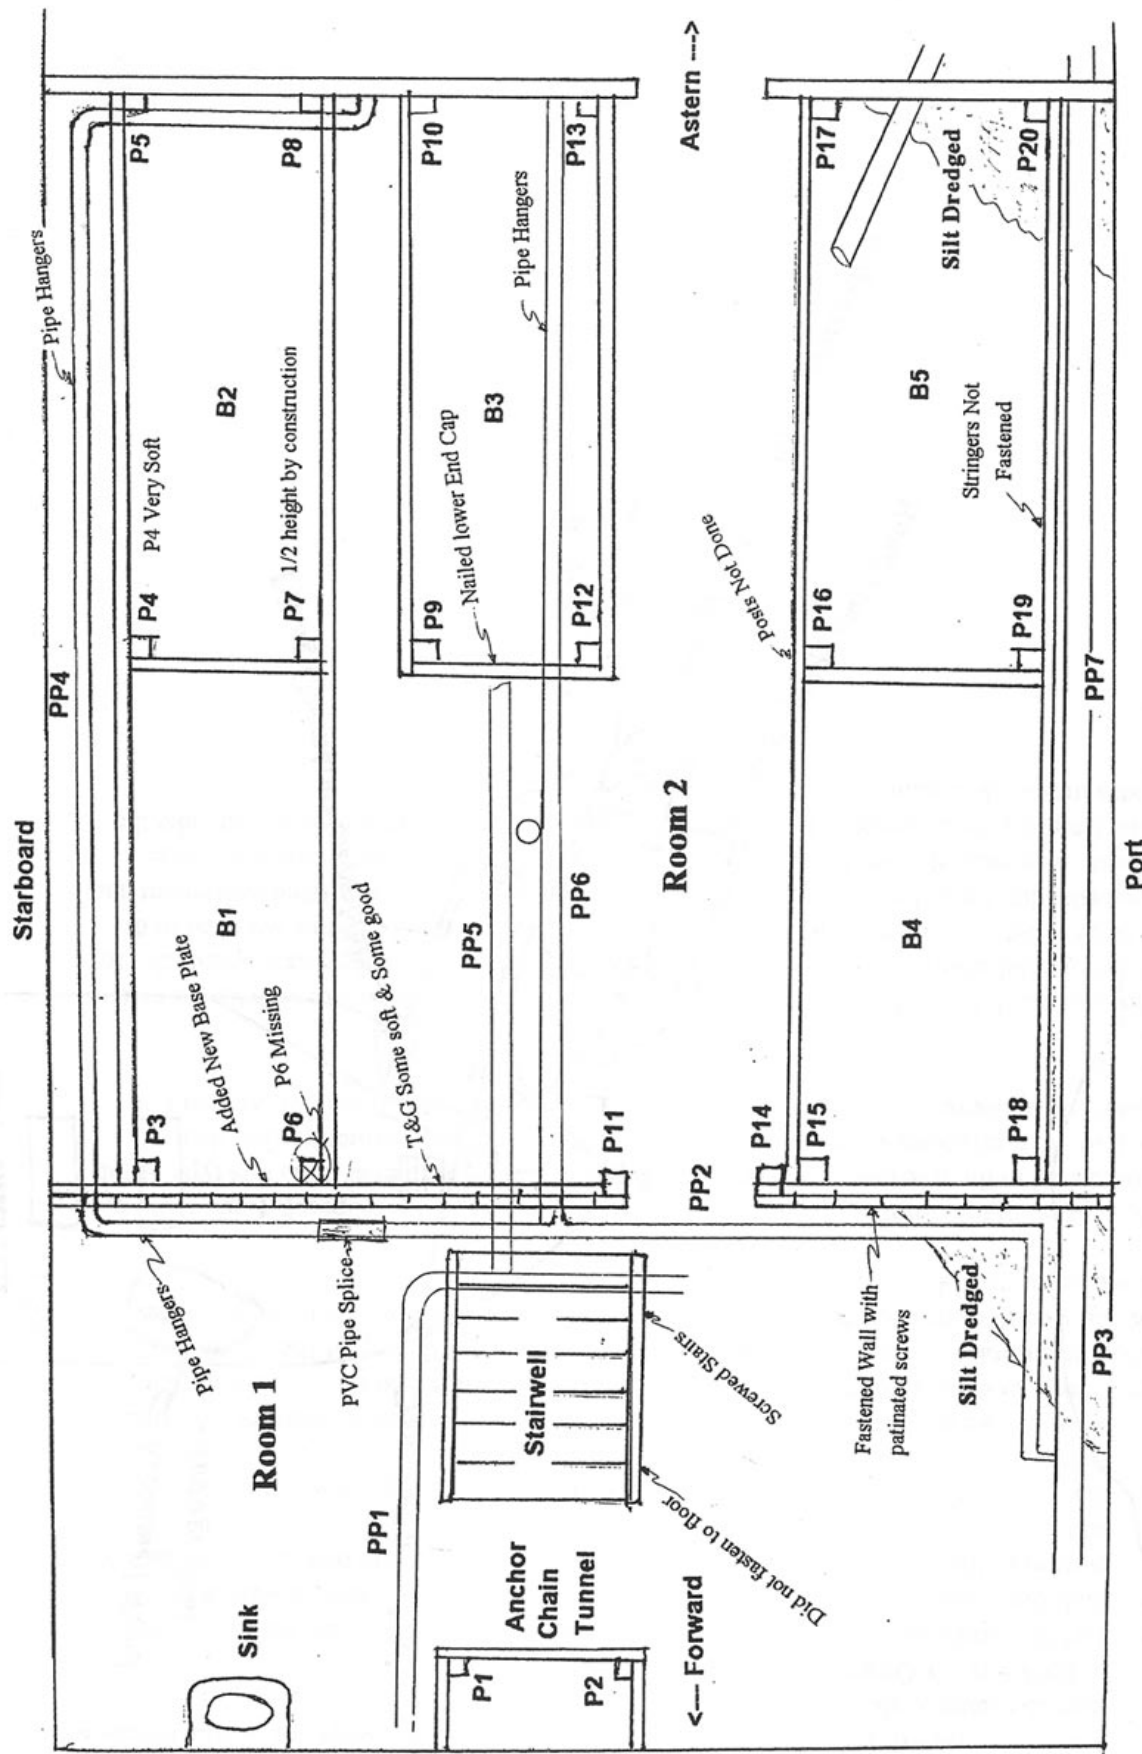 Starboard
PP4
Pipe Hangers
P3
P4
P4 Very Soft
P5
Added New Base Plate
B1
B2
P6
P6 Missing
P7
1/2 height by construction
P8
Pipe Hangers
Room 1
Sink
PVC Pipe Splice
T&G Some soft & Some good
P9
P10
Nailed lower End Cap
B3
Pipe Hangers
PP1
PP5
PP6
P12
P13
Anchor
Chain
Tunnel
Stairwell
P1
P2
P11
Screwed Stairs
Did not fasten to floor
<--- Forward
PP2
Room 2
Astern --->
P14
P15
Posts Not Done
P16
P17
Fastened Wall with
patinated screws
B4
B5
Silt Dredged
Silt Dredged
Stringers Not
Fastened
P18
P19
P20
PP3
PP7
Port